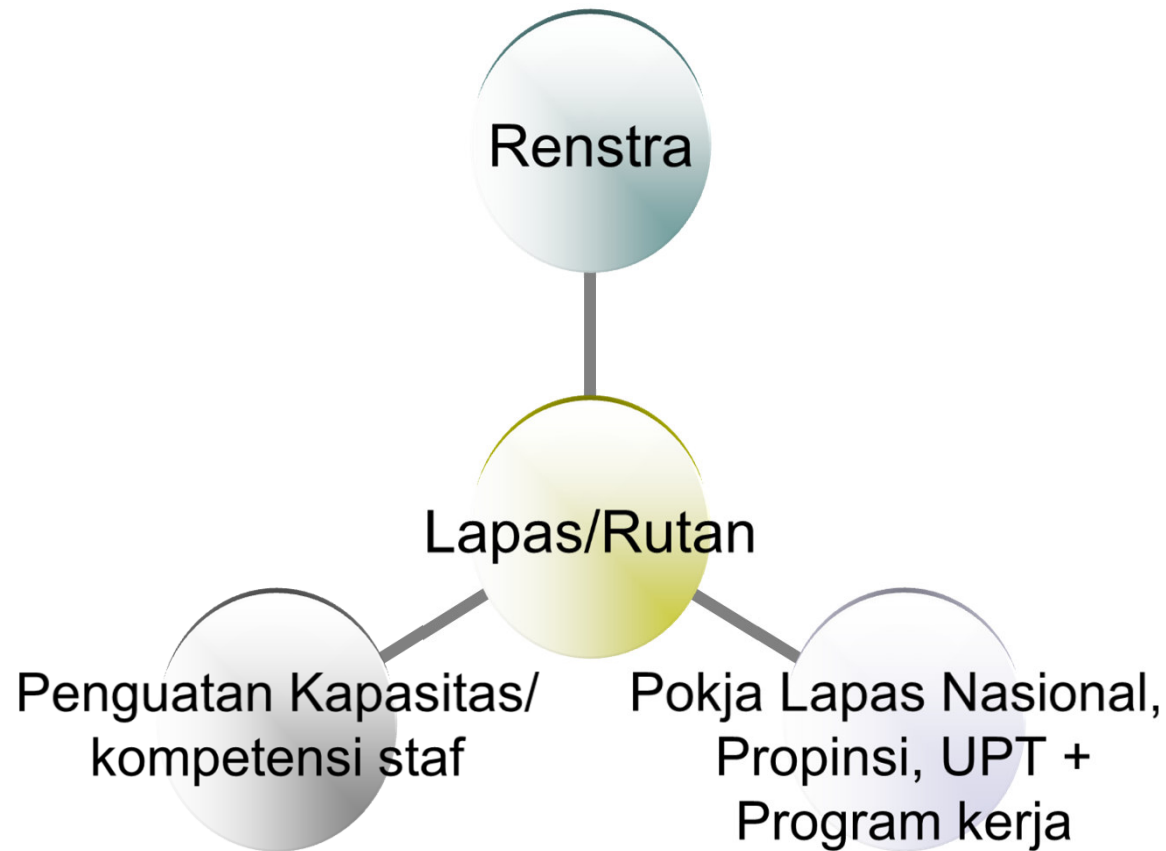 Renstra
Lapas/Rutan
Penguatan Kapasitas/
kompetensi staf
Pokja Lapas Nasional,
Propinsi, UPT +
Program kerja